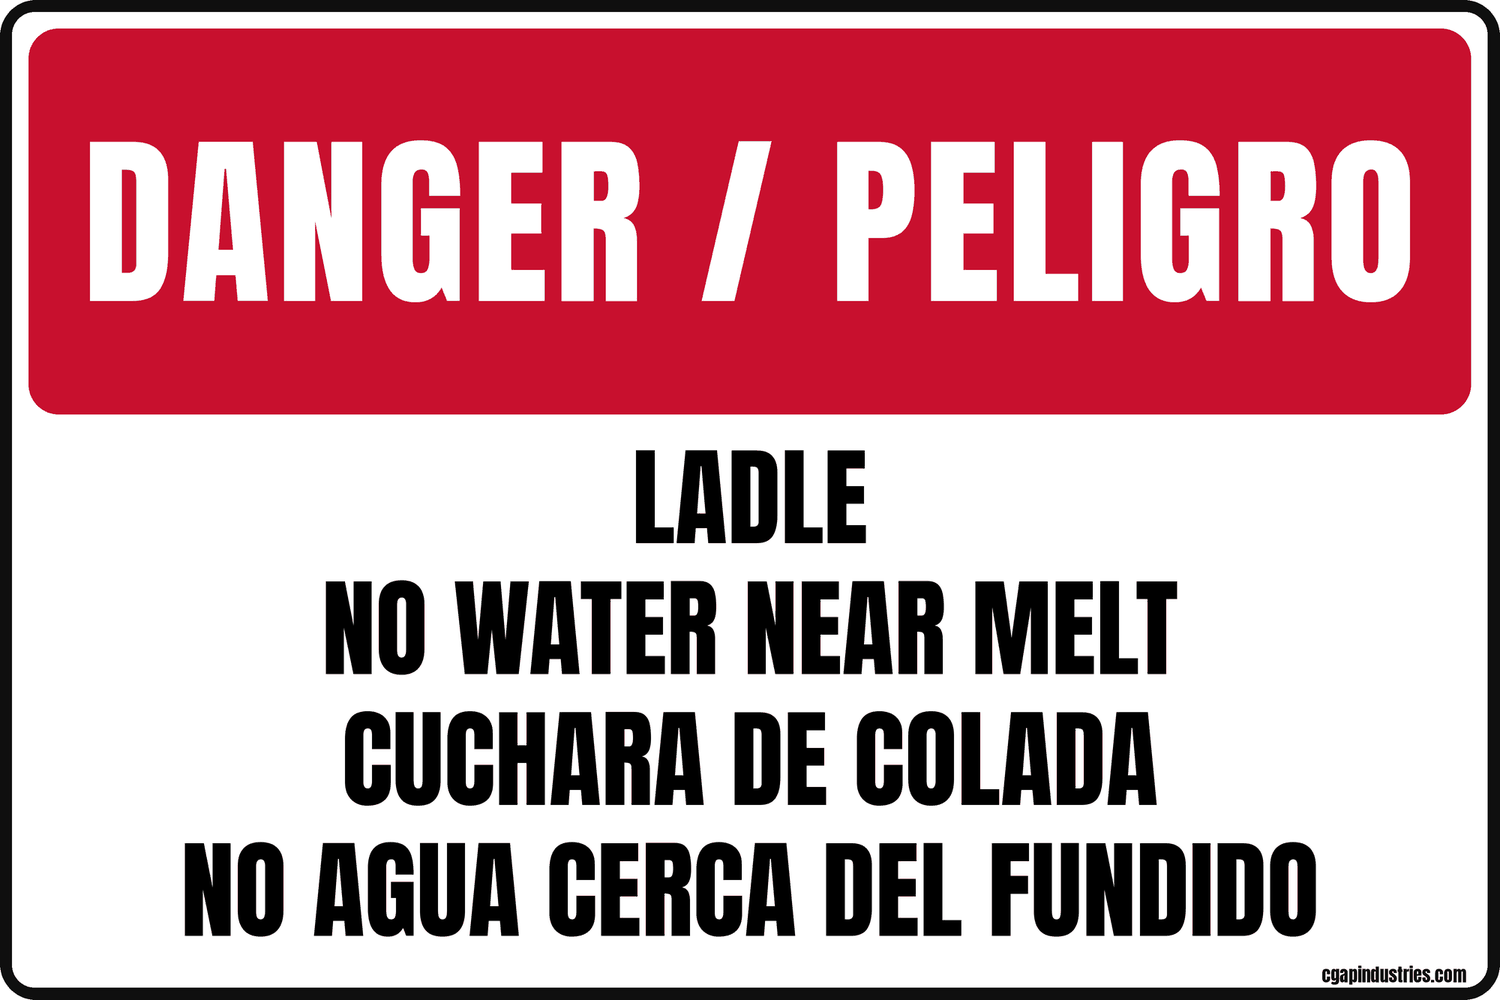 DANGER / PELIGRO
LADLE
NO WATER NEAR MELT
CUCHARA DE COLADA
NO AGUA CERCA DEL FUNDIDO
cgapindustries.com